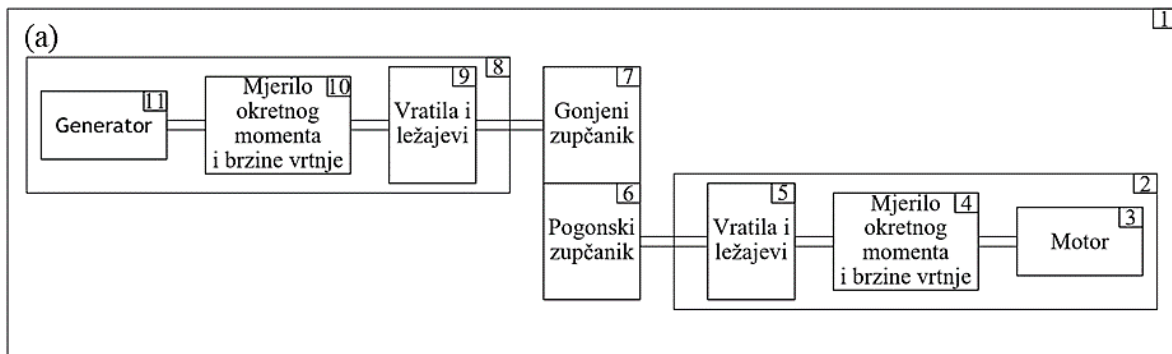 1
(a)
8
11
Generator
10
Mjerilo
okretnog
momenta
i brzine vrtnje
9
Vratila i
ležajevi
7
Gonjeni
zupčanik
6
Pogonski
zupčanik
2
5
Vratila i
ležajevi
4
Mjerilo
okretnog
momenta
i brzine vrtnje
3
Motor